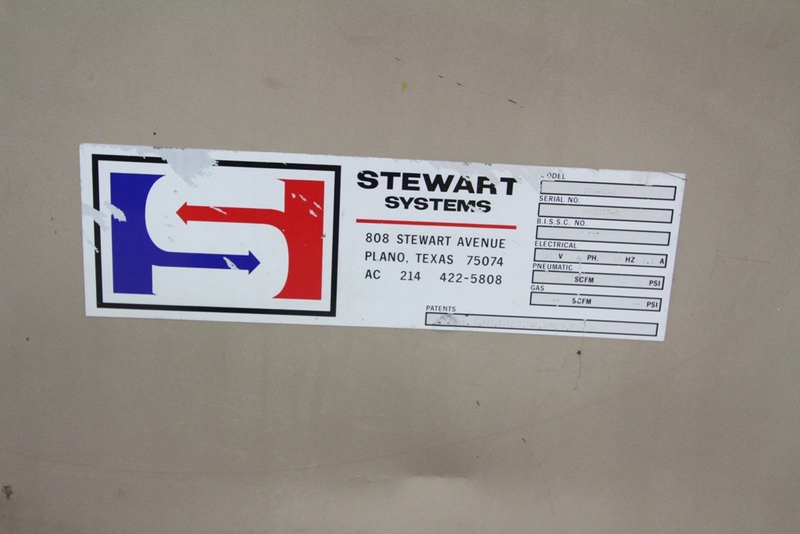 STEWART
SYSTEMS
808 STEWART AVENUE
PLANO, TEXAS 75074
AC 214 422-5808
MODEL
SERIAL NO.
B.I.S.S.C. NO.
ELECTRICAL
V PH. HZ A
PNEUMATIC
SCFM PSI
GAS
SCFM PSI
PATENTS